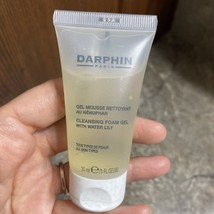 DARPHIN
PARIS
GEL MOUSSE NETTOYANT
AU NÉNUPHAR
CLEANSING FOAM GEL
WITH WATER LILY